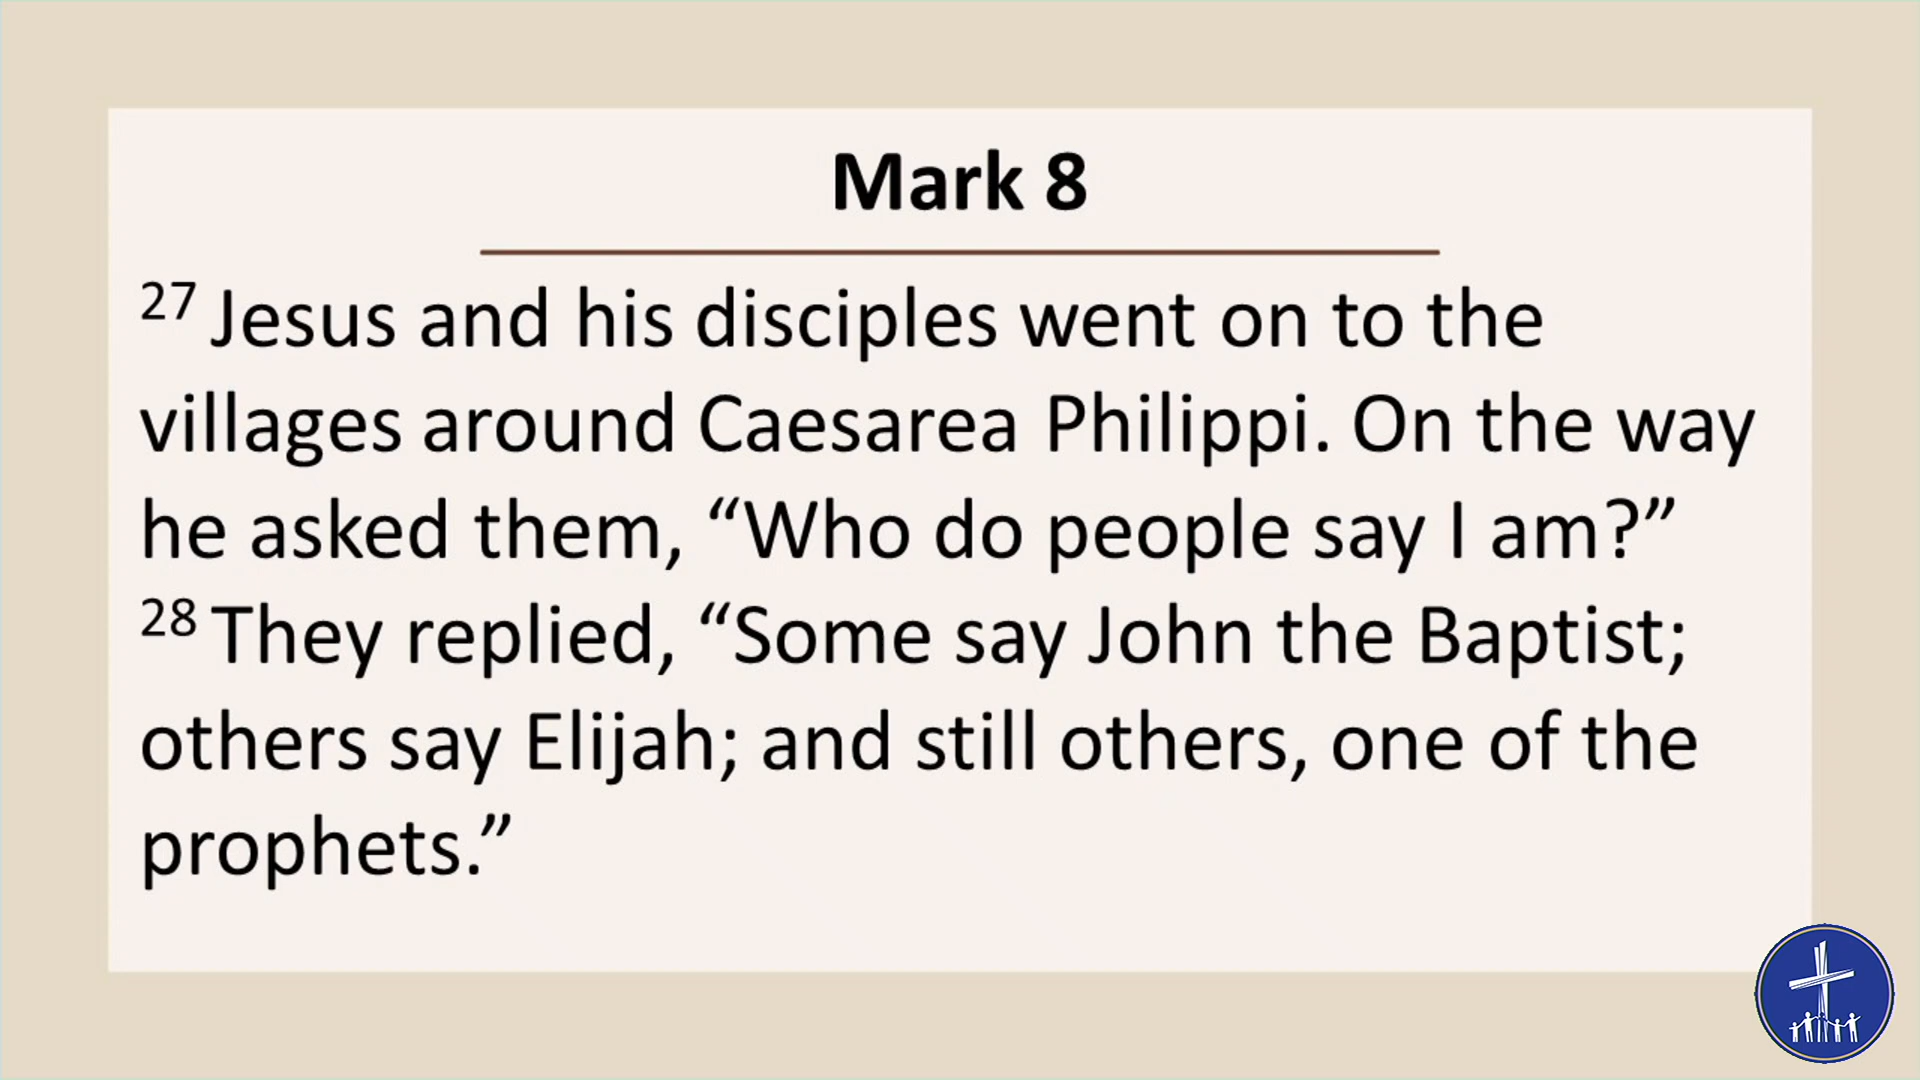 Mark 8
27 Jesus and his disciples went on to the
villages around Caesarea Philippi. On the way
he asked them, “Who do people say I am?”
28 They replied, “Some say John the Baptist;
others say Elijah; and still others, one of the
prophets.”